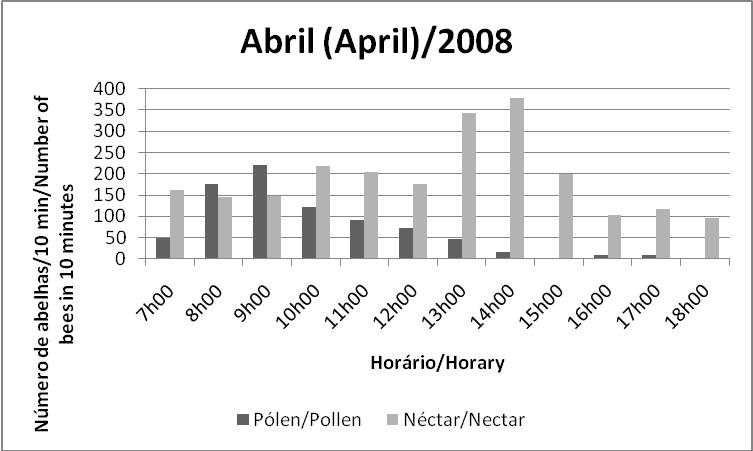 Abril (April)/2008
Número de abelhas/10 min/Number of
bees in 10 minutes
400
350
300
250
200
150
100
50
0
7h00
8h00
9h00
10h00
11h00
12h00
13h00
14h00
15h00
16h00
17h00
18h00
Horário/Horary
Pólen/Pollen
Néctar/Nectar